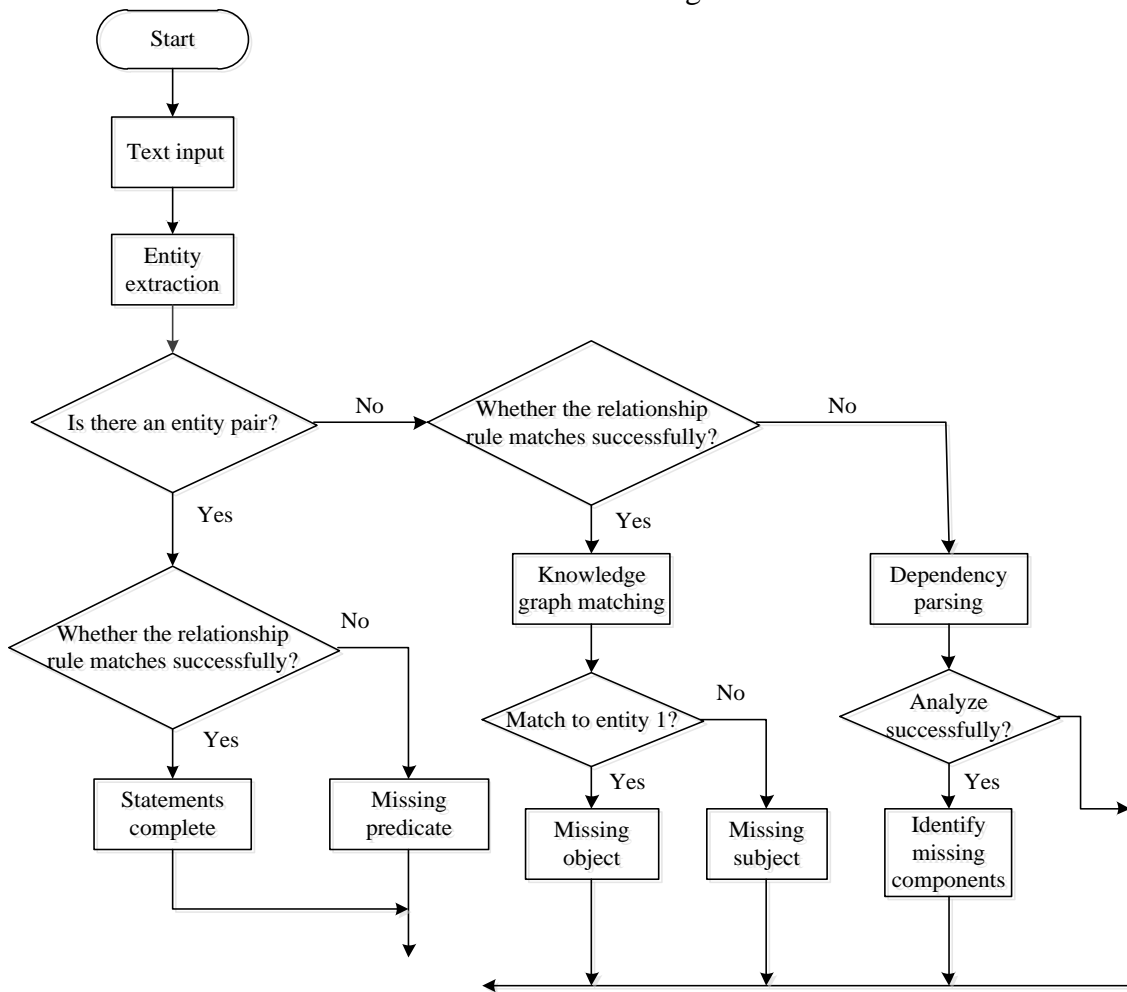 Start
Text input
Entity
extraction
Is there an entity pair?
No
Whether the relationship
rule matches successfully?
No
Yes
Yes
Knowledge
graph matching
Dependency
parsing
Whether the relationship
rule matches successfully?
No
Yes
Match to entity 1?
No
Yes
Analyze
successfully?
Yes
Statements
complete
Missing
predicate
Missing
object
Missing
subject
Identify
missing
components